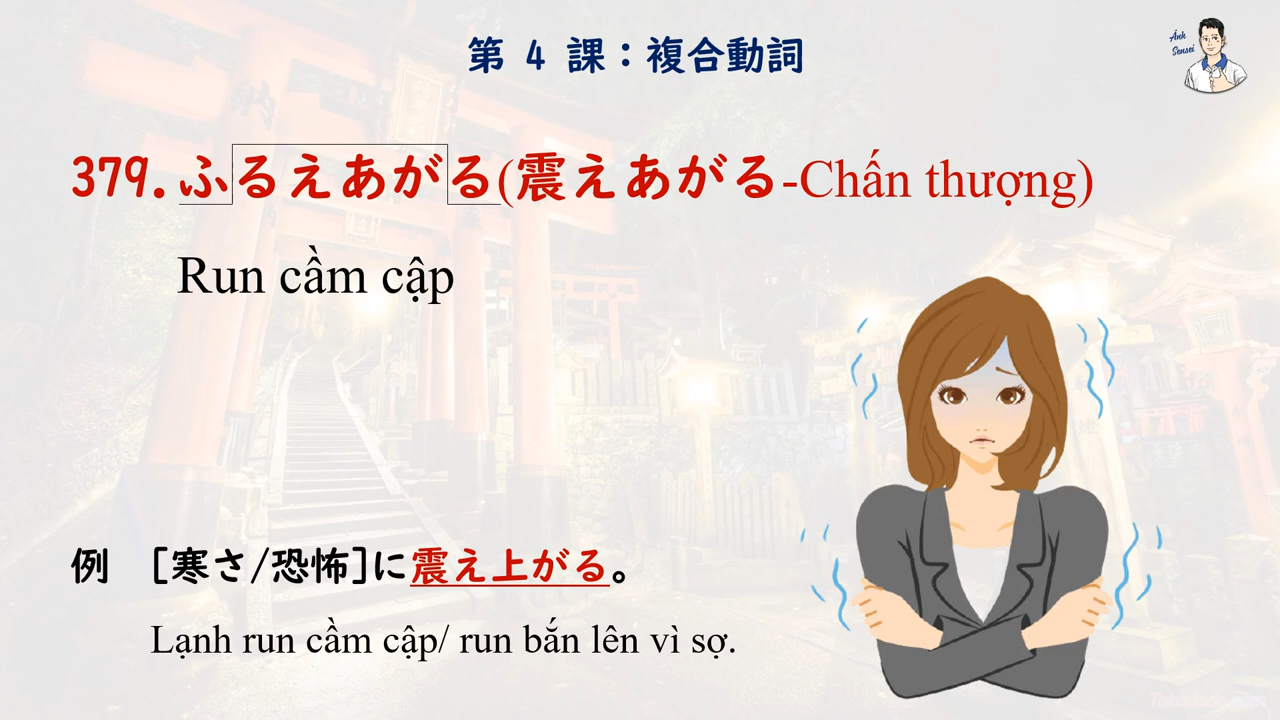 第 4 課：複合動詞
Anh
Sensei
379. ふるえあがる(震えあがる-Chấn thượng)
Run cầm cập
例　[寒さ/恐怖]に震え上がる。
Lạnh run cầm cập/ run bắn lên vì sợ.